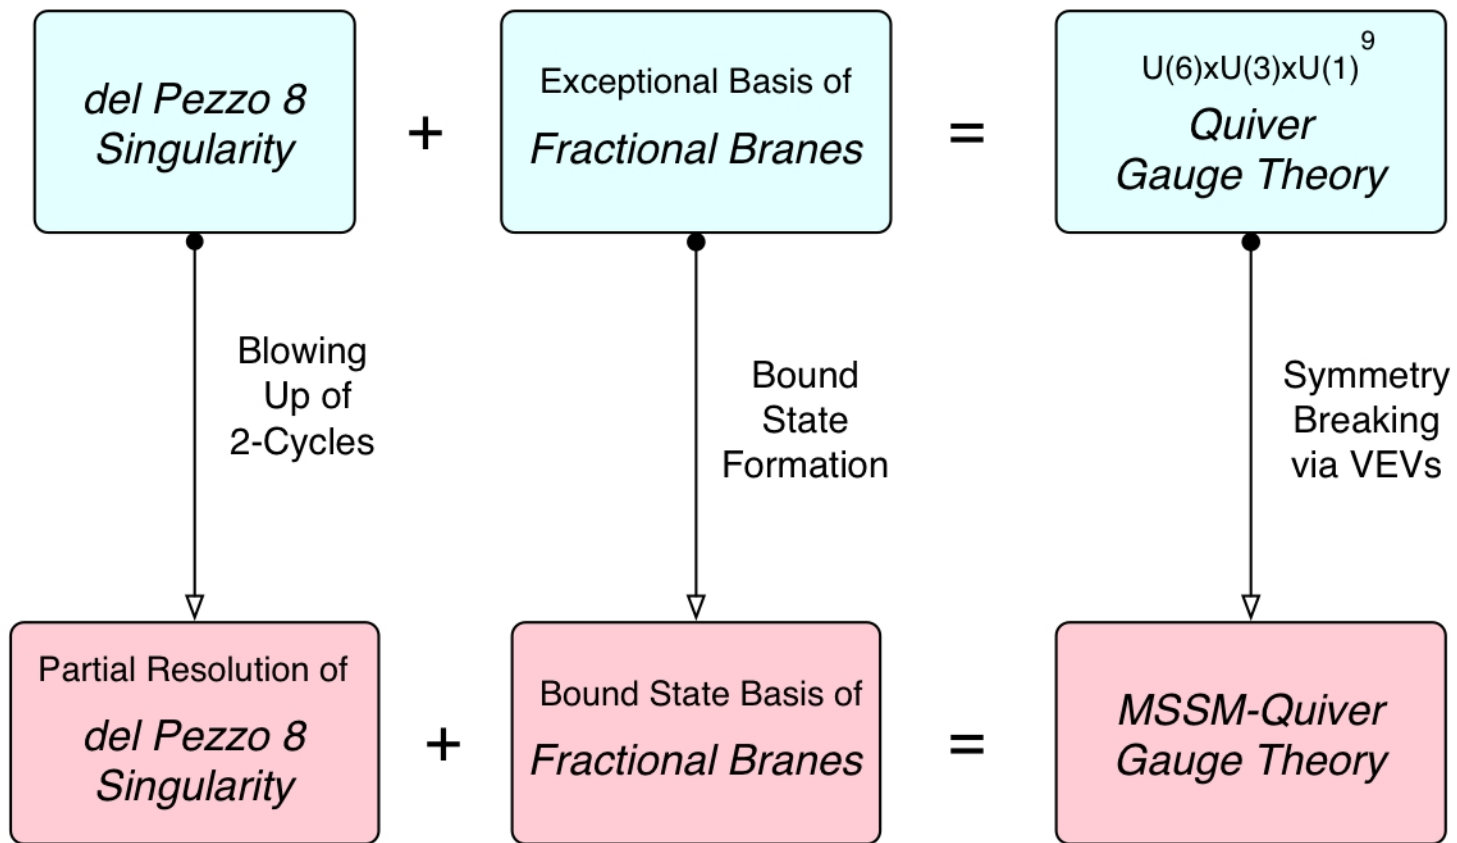 del Pezzo 8
Singularity
+
Exceptional Basis of
Fractional Branes
=
U(6)xU(3)xU(1)⁹
Quiver
Gauge Theory
Blowing
Up of
2-Cycles
Bound
State
Formation
Symmetry
Breaking
via VEVs
Partial Resolution of
del Pezzo 8
Singularity
+
Bound State Basis of
Fractional Branes
=
MSSM-Quiver
Gauge Theory